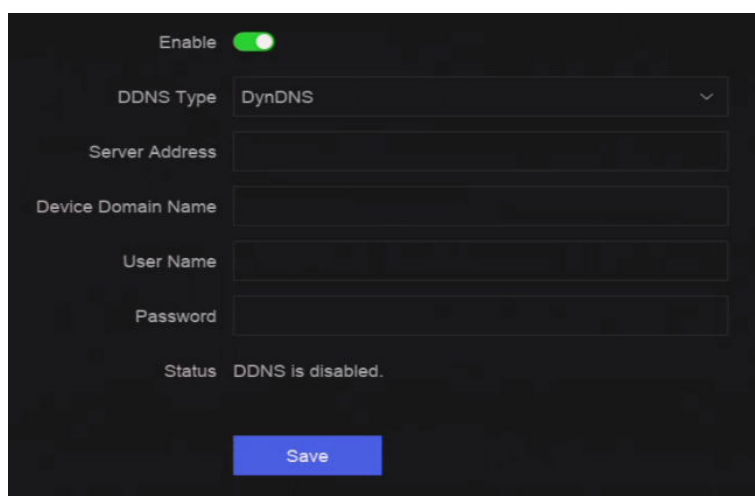 Enable
DDNS Type DynDNS
Server Address
Device Domain Name
User Name
Password
Status DDNS is disabled.
Save